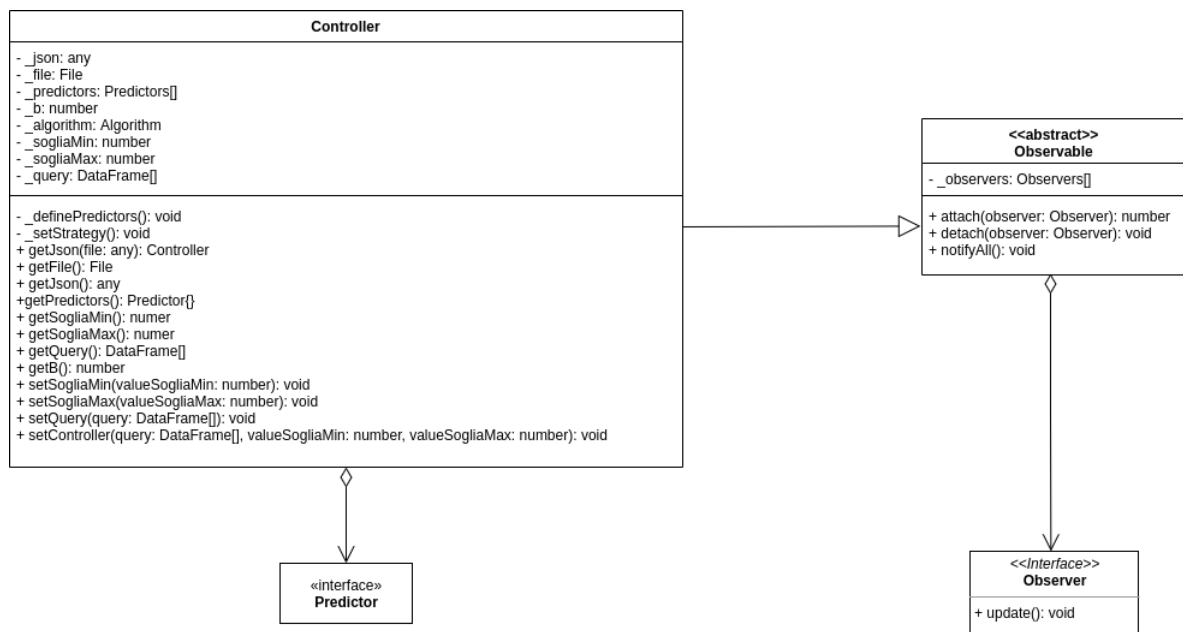 Controller
- _json: any
- _file: File
- _predictors: Predictors[]
- _b: number
- _algorithm: Algorithm
- _sogliaMin: number
- _sogliaMax: number
- _query: DataFrame[]
- _definePredictors(): void
- _setStrategy(): void
+ getJson(file: any): Controller
+ getFile(): File
+ getJson(): any
+getPredictors(): Predictor{}
+ getSogliaMin(): numer
+ getSogliaMax(): numer
+ getQuery(): DataFrame[]
+ getB(): number
+ setSogliaMin(valueSogliaMin: number): void
+ setSogliaMax(valueSogliaMax: number): void
+ setQuery(query: DataFrame[]): void
+ setController(query: DataFrame[], valueSogliaMin: number, valueSogliaMax: number): void
<<abstract>>
Observable
- _observers: Observers[]
+ attach(observer: Observer): number
+ detach(observer: Observer): void
+ notifyAll(): void
«interface»
Predictor
<<Interface>>
Observer
+ update(): void